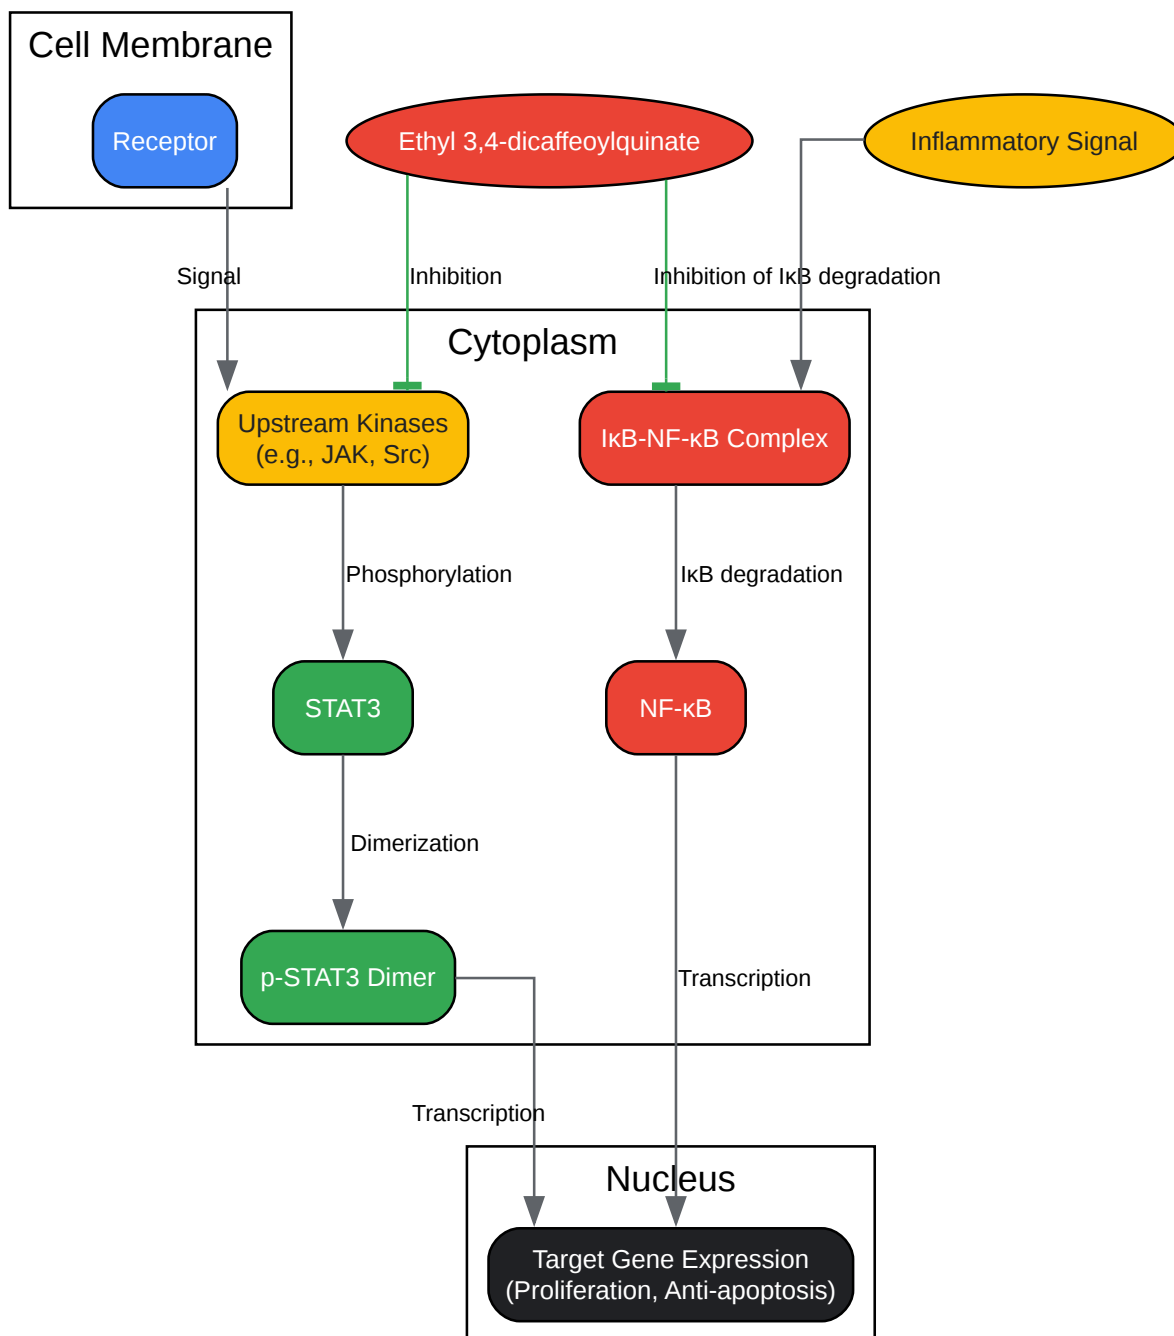 Cell Membrane
Receptor
Ethyl 3,4-dicaffeoylquinate
Inflammatory Signal
Signal
Inhibition
Inhibition of IκB degradation
Cytoplasm
Upstream Kinases
(e.g., JAK, Src)
IκB-NF-κB Complex
Phosphorylation
IκB degradation
STAT3
NF-κB
Dimerization
p-STAT3 Dimer
Transcription
Transcription
Nucleus
Target Gene Expression
(Proliferation, Anti-apoptosis)